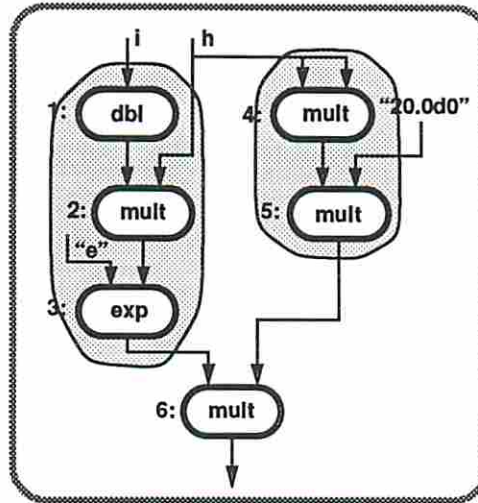 i h
1: dbl 4: mult "20.0d0"
2: mult 5: mult
"e"
3: exp
6: mult